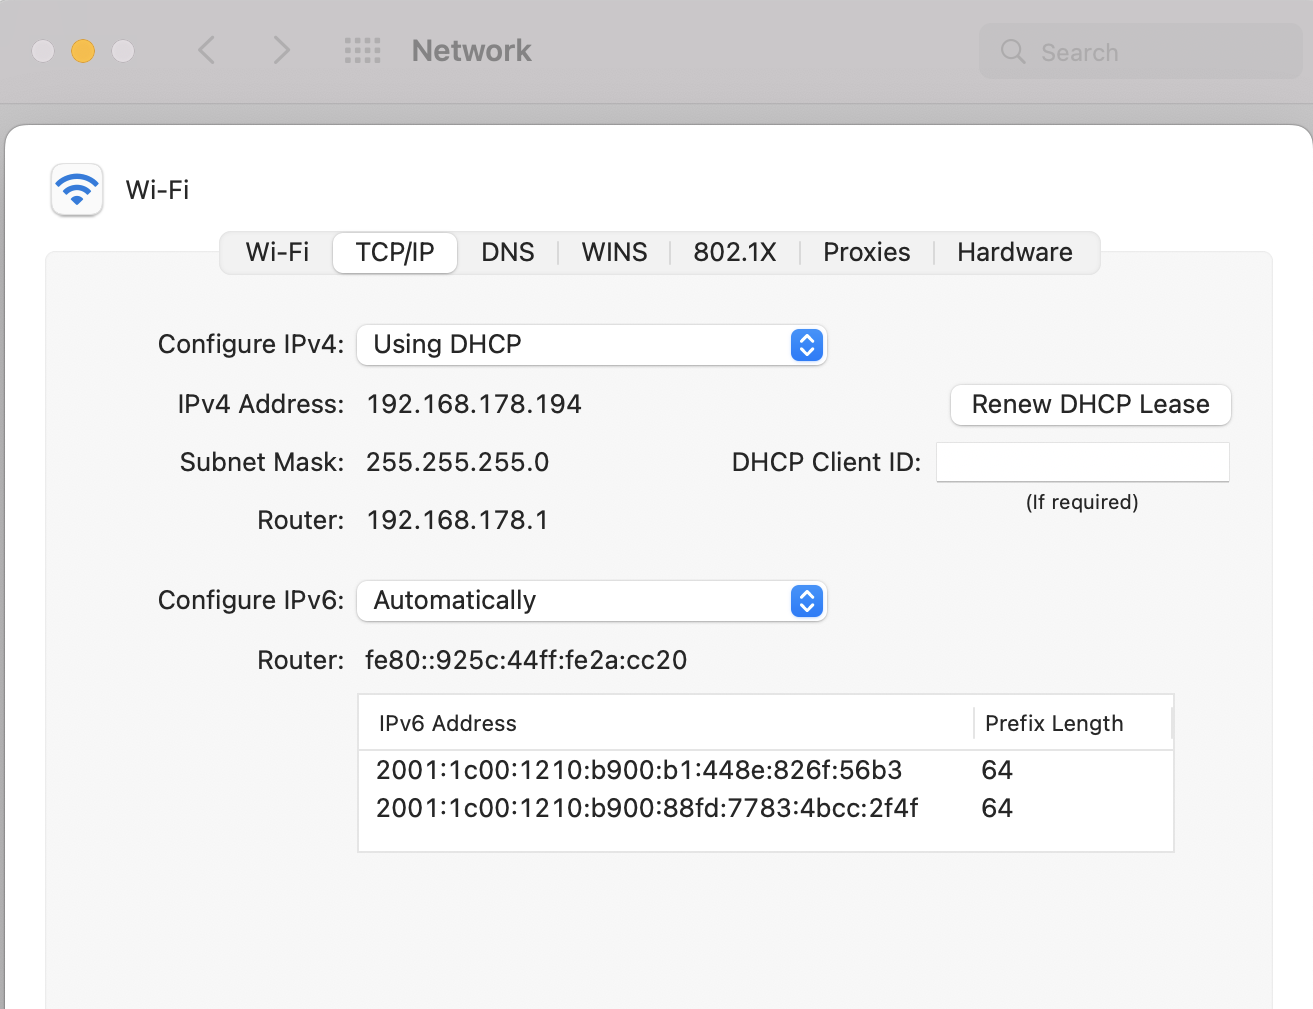 Network
Search
Wi-Fi
Wi-Fi TCP/IP DNS WINS 802.1X Proxies Hardware
Configure IPv4: Using DHCP
IPv4 Address: 192.168.178.194 Renew DHCP Lease
Subnet Mask: 255.255.255.0 DHCP Client ID:
(If required)
Router: 192.168.178.1
Configure IPv6: Automatically
Router: fe80::925c:44ff:fe2a:cc20
IPv6 Address Prefix Length
2001:1c00:1210:b900:b1:448e:826f:56b3 64
2001:1c00:1210:b900:88fd:7783:4bcc:2f4f 64